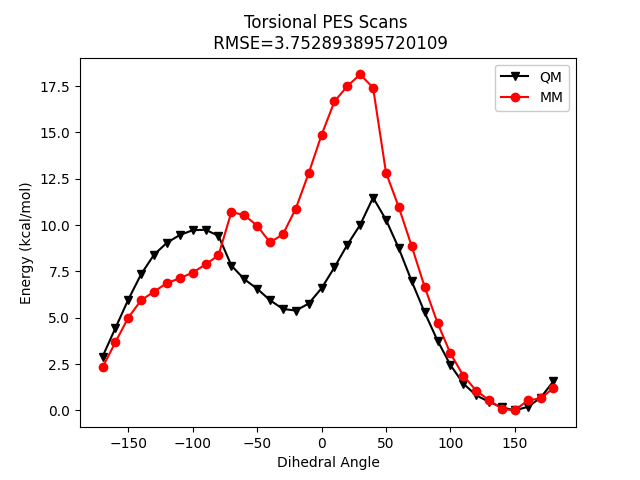 Torsional PES Scans
RMSE=3.752893895720109
QM
MM
Energy (kcal/mol)
17.5
15.0
12.5
10.0
7.5
5.0
2.5
0.0
−150
−100
−50
0
50
100
150
Dihedral Angle